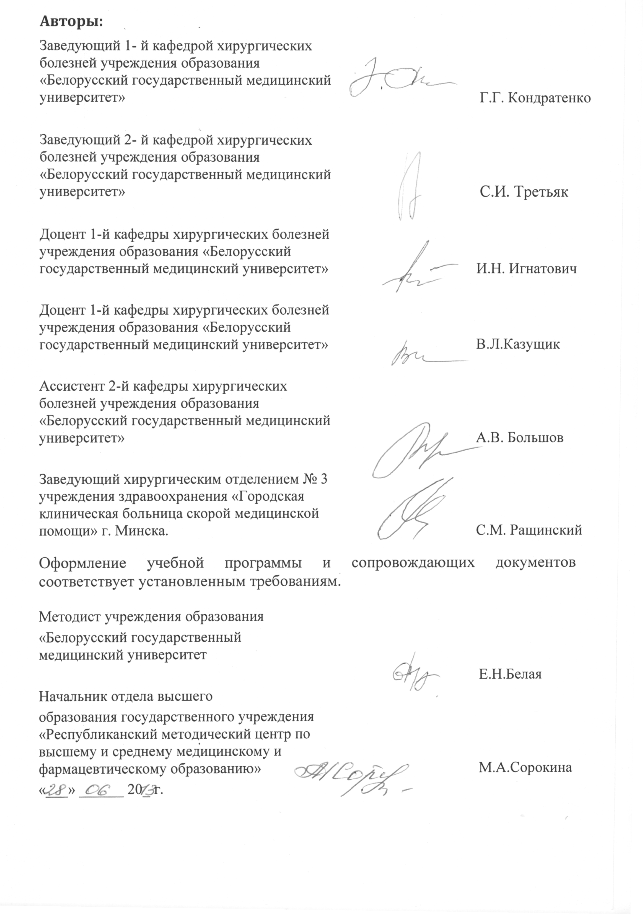 Авторы:
Заведующий 1- й кафедрой хирургических
болезней учреждения образования
«Белорусский государственный медицинский
университет» Г.Г. Кондратенко
Заведующий 2- й кафедрой хирургических
болезней учреждения образования
«Белорусский государственный медицинский
университет» С.И. Третьяк
Доцент 1-й кафедры хирургических болезней
учреждения образования «Белорусский
государственный медицинский университет» И.Н. Игнатович
Доцент 1-й кафедры хирургических болезней
учреждения образования «Белорусский
государственный медицинский университет» В.Л.Казущик
Ассистент 2-й кафедры хирургических
болезней учреждения образования
«Белорусский государственный медицинский
университет» А.В. Большов
Заведующий хирургическим отделением № 3
учреждения здравоохранения «Городская
клиническая больница скорой медицинской
помощи» г. Минска. С.М. Ращинский
Оформление учебной программы и сопровождающих документов
соответствует установленным требованиям.
Методист учреждения образования
«Белорусский государственный
медицинский университет Е.Н.Белая
Начальник отдела высшего
образования государственного учреждения
«Республиканский методический центр по
высшему и среднему медицинскому и
фармацевтическому образованию» М.А.Сорокина
«28» 06 2013г.